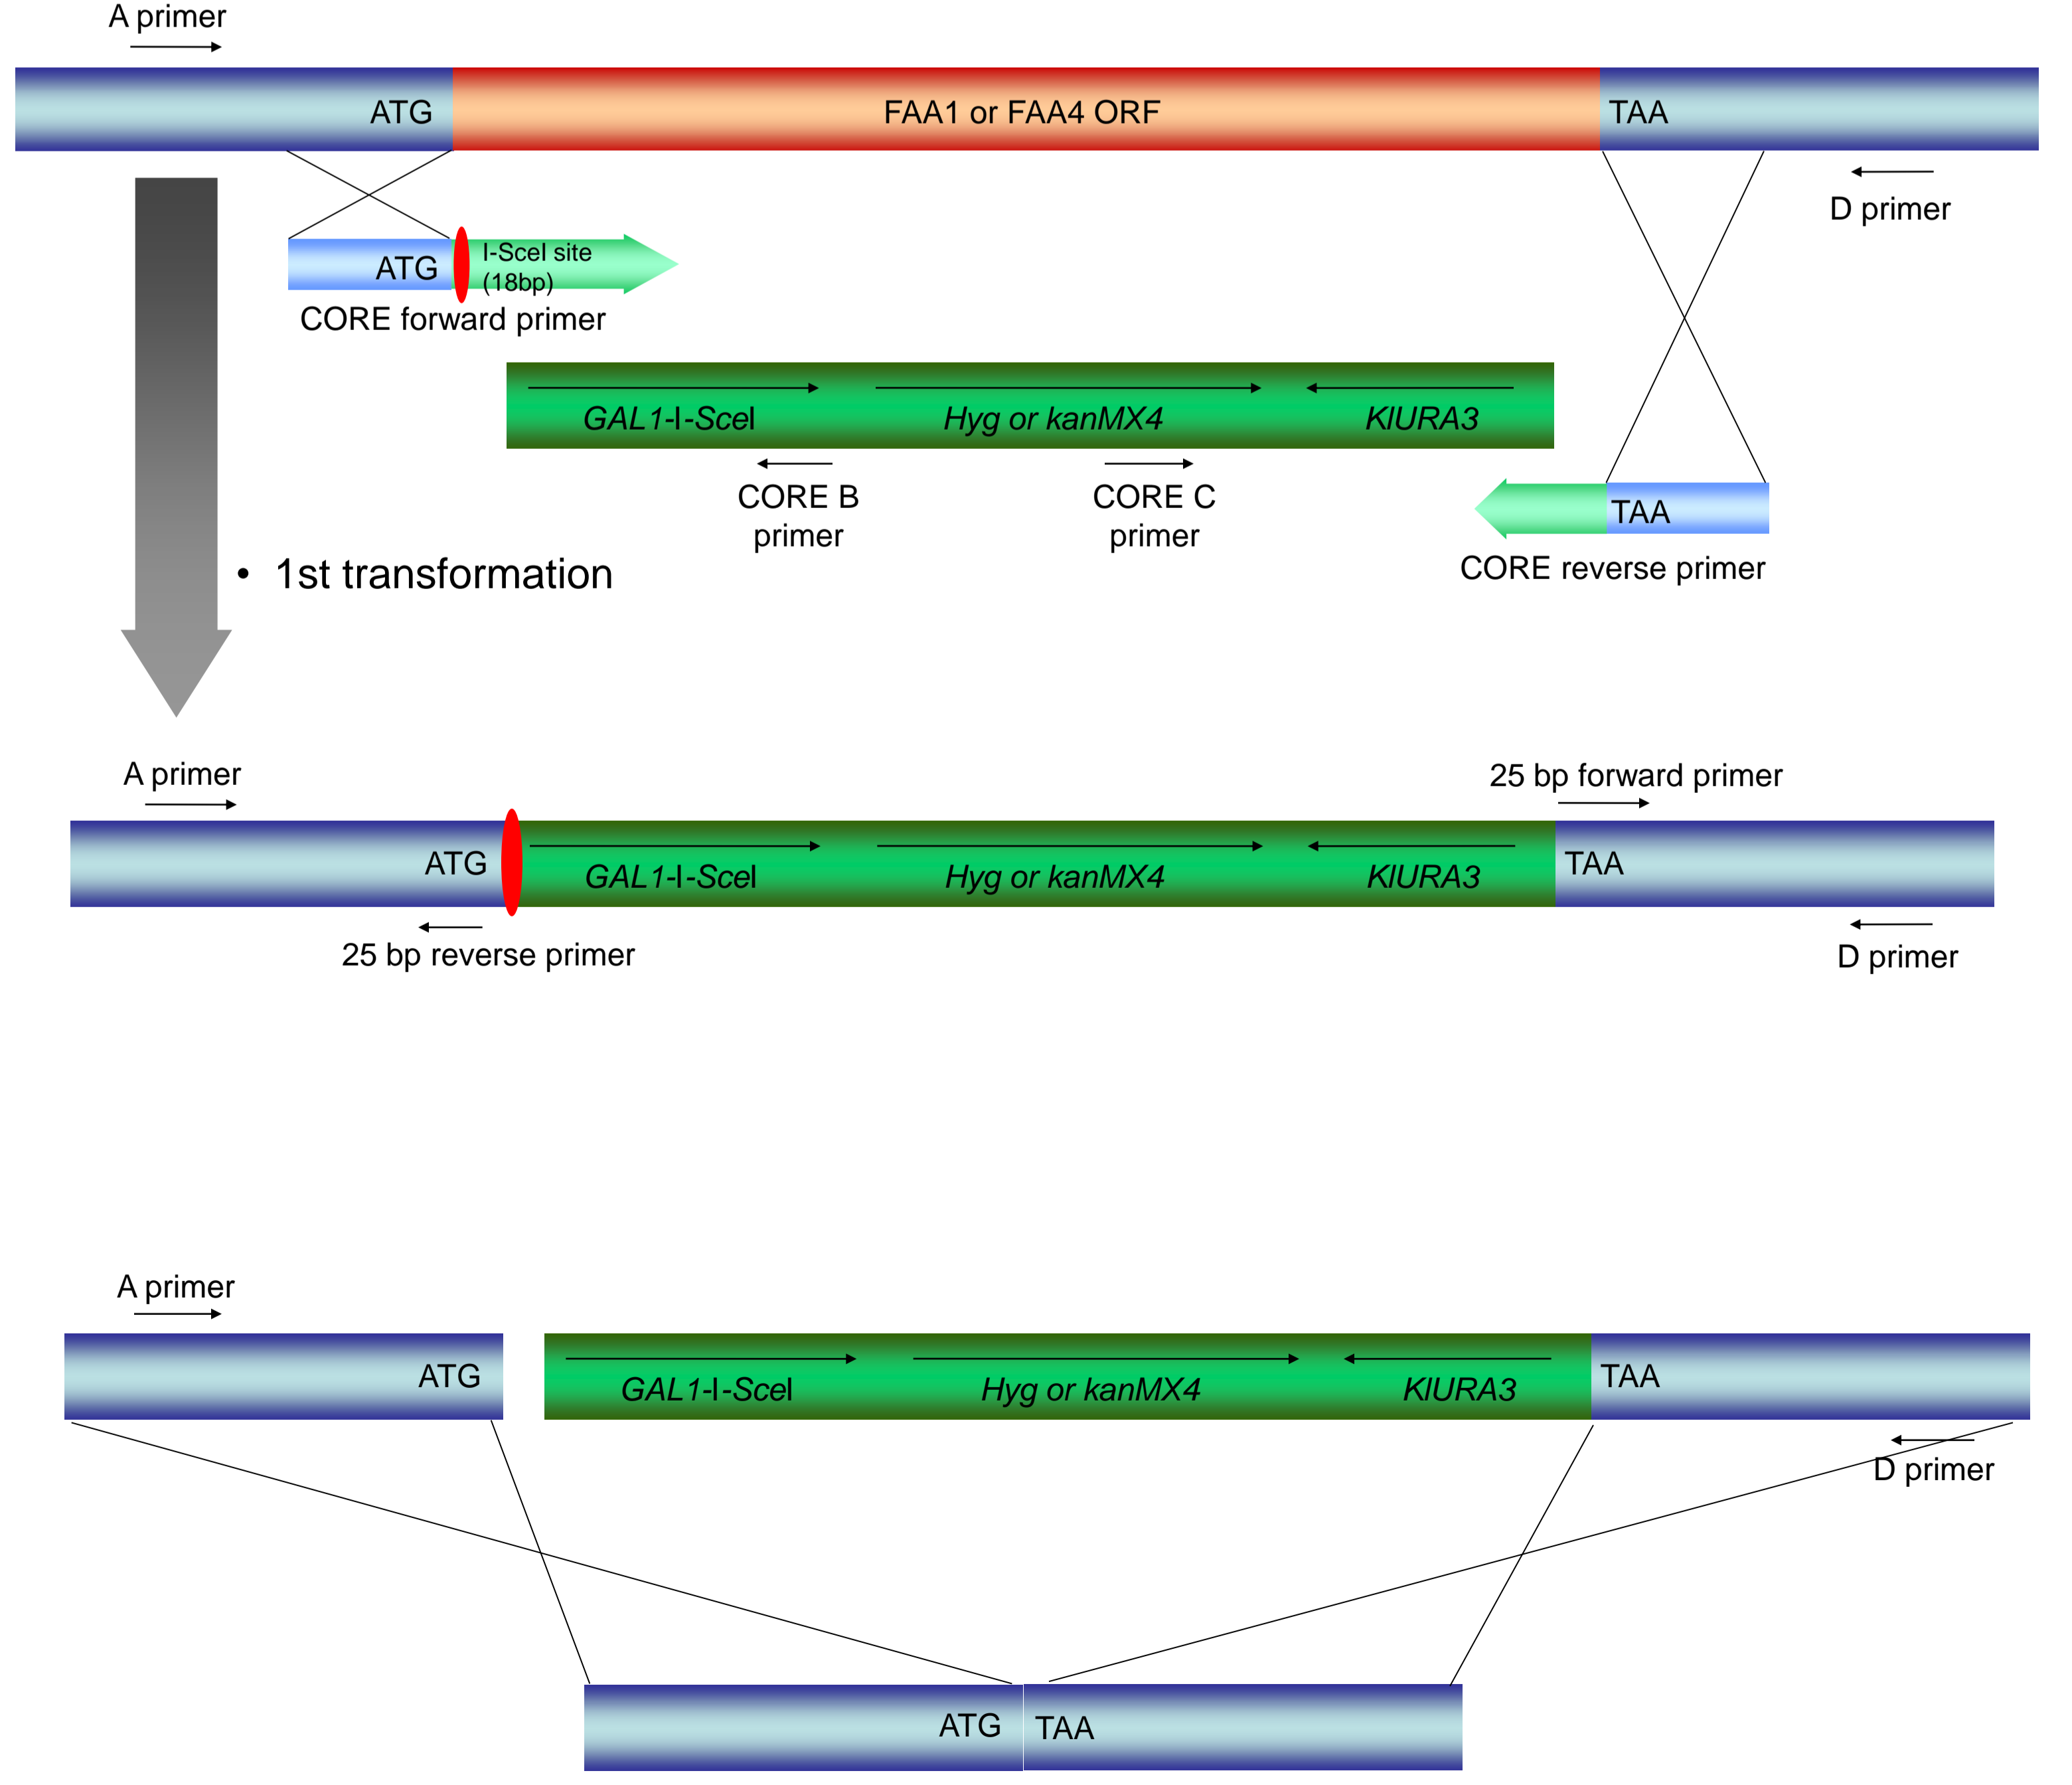 A primer
ATG
FAA1 or FAA4 ORF
TAA
D primer
ATG
I-SceI site
(18bp)
CORE forward primer
GAL1-I-SceI
Hyg or kanMX4
KlURA3
CORE B
primer
CORE C
primer
TAA
CORE reverse primer
• 1st transformation
A primer
25 bp forward primer
ATG
GAL1-I-SceI
Hyg or kanMX4
KlURA3
TAA
25 bp reverse primer
D primer
A primer
ATG
GAL1-I-SceI
Hyg or kanMX4
KlURA3
TAA
D primer
ATG
TAA